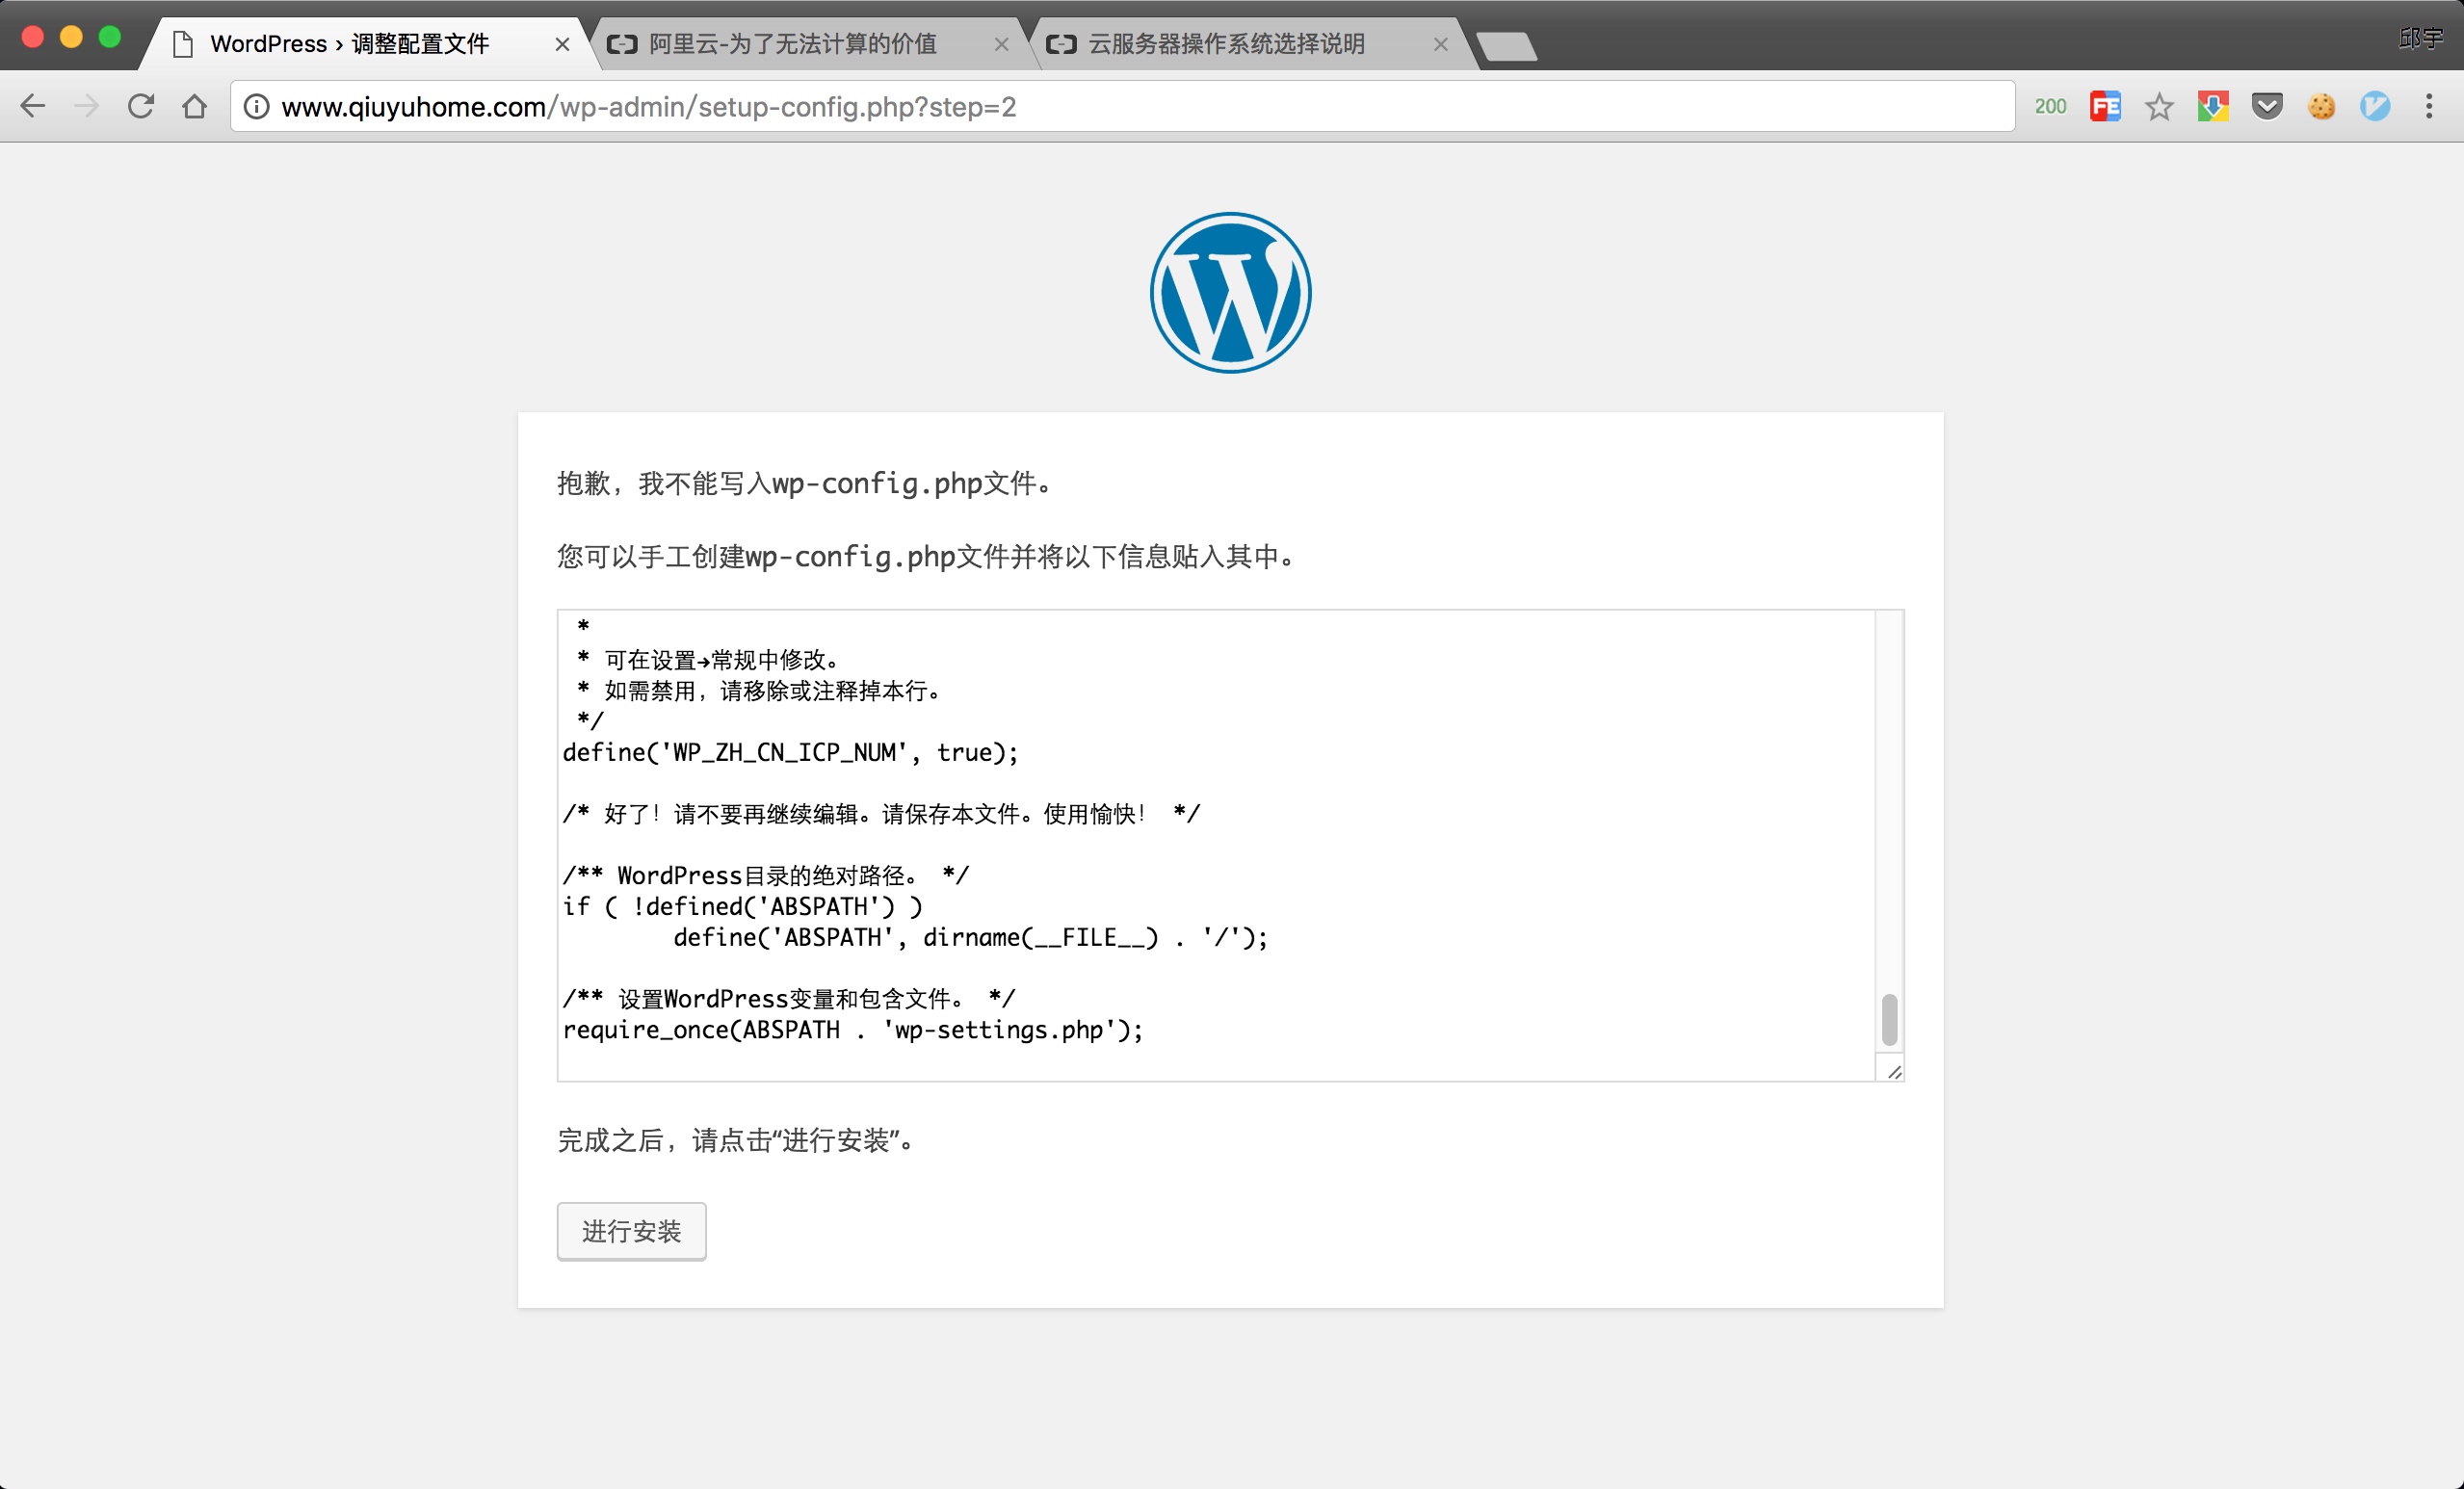 WordPress › 调整配置文件
阿里云-为了无法计算的价值
云服务器操作系统选择说明
邱宇
www.qiuyuhome.com/wp-admin/setup-config.php?step=2
200
FE
抱歉，我不能写入wp-config.php文件。
您可以手工创建wp-config.php文件并将以下信息贴入其中。
*
* 可在设置→常规中修改。
* 如需禁用，请移除或注释掉本行。
*/
define('WP_ZH_CN_ICP_NUM', true);
/* 好了！请不要再继续编辑。请保存本文件。使用愉快！ */
/** WordPress目录的绝对路径。 */
if ( !defined('ABSPATH') )
define('ABSPATH', dirname(__FILE__) . '/');
/** 设置WordPress变量和包含文件。 */
require_once(ABSPATH . 'wp-settings.php');
完成之后，请点击“进行安装”。
进行安装